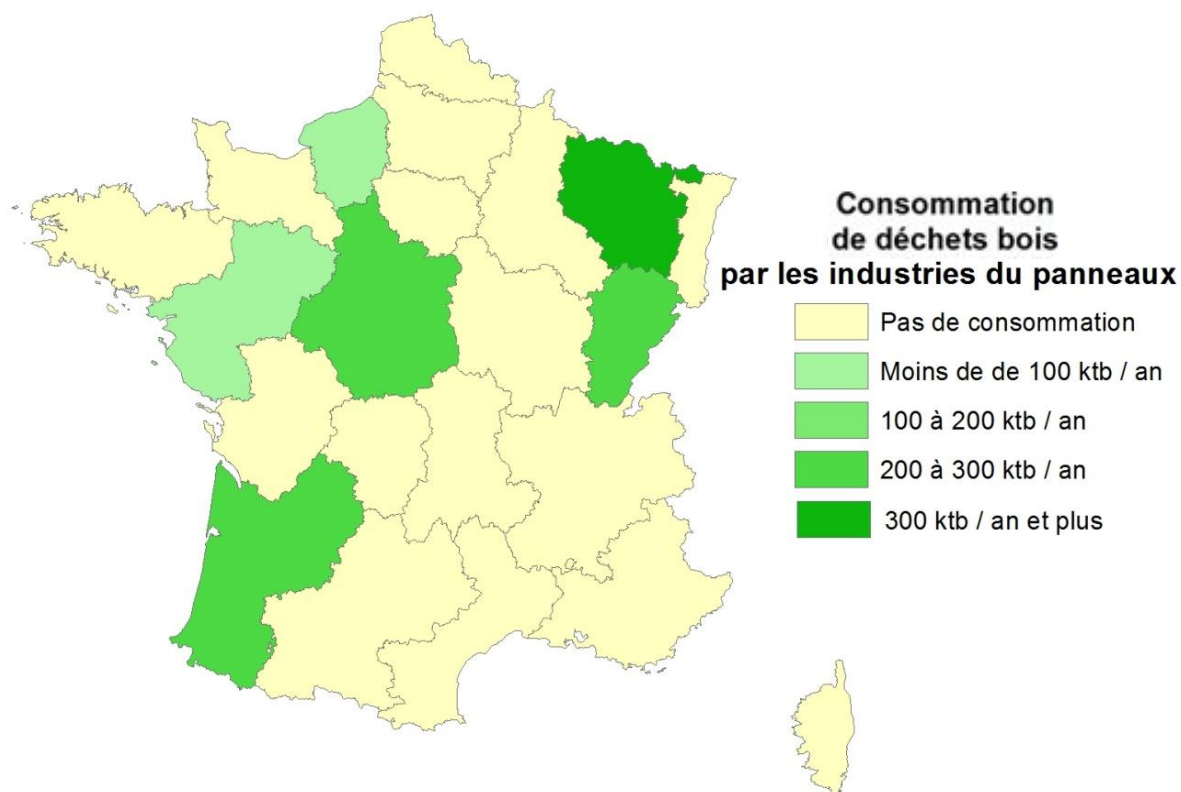 Consommation
de déchets bois
par les industries du panneaux
Pas de consommation
Moins de de 100 ktb / an
100 à 200 ktb / an
200 à 300 ktb / an
300 ktb / an et plus